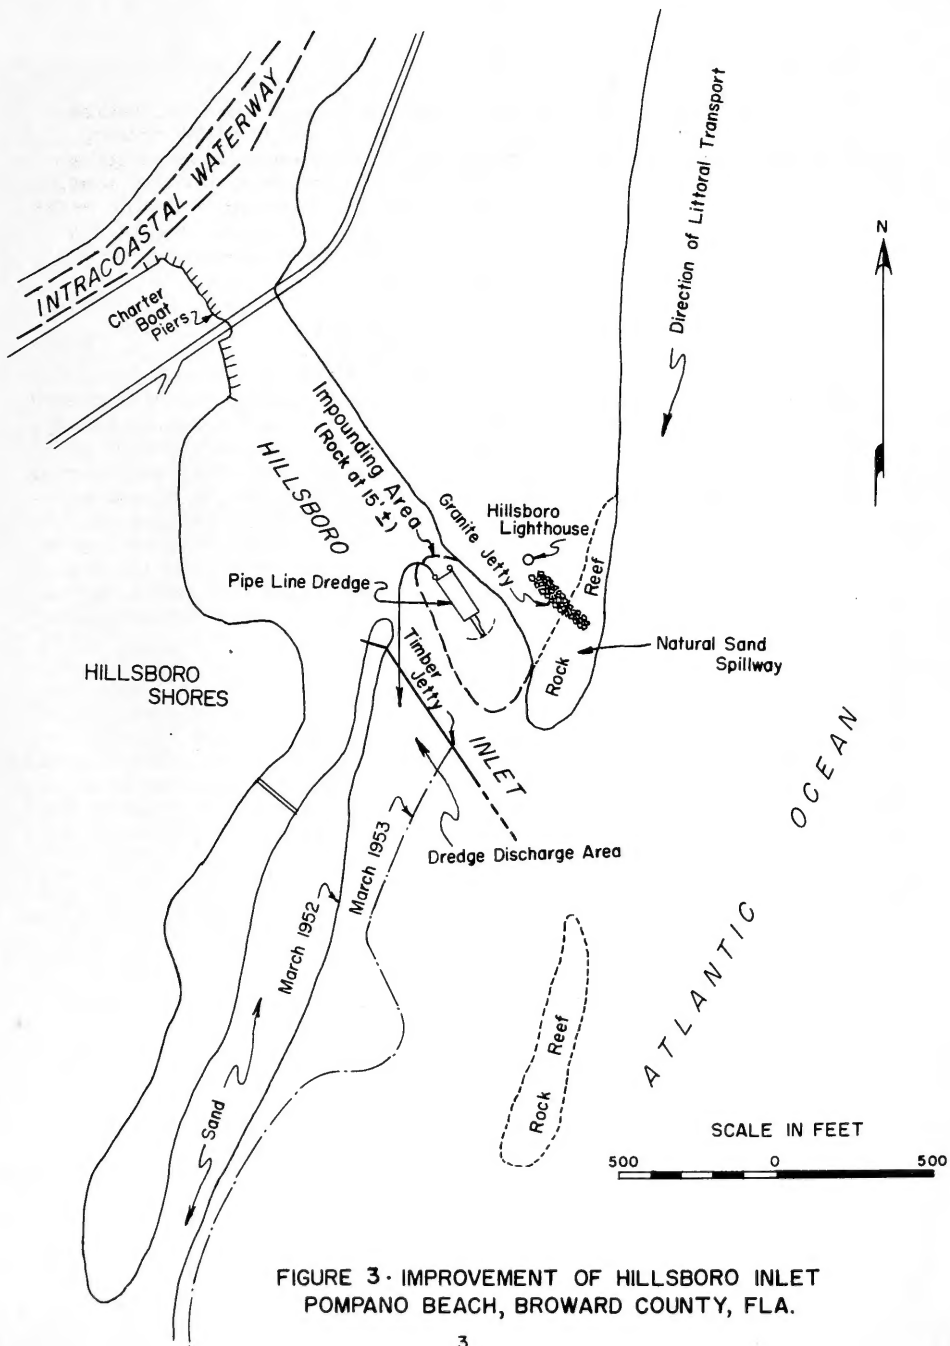 INTRACOASTAL WATERWAY
Charter
Boat
Piers
Direction of Littoral Transport
N
Impounding Area
(Rock at 15' ±)
HILLSBORO
Granite Jetty
Hillsboro
Lighthouse
Reef
Rock
Pipe Line Dredge
Natural Sand
Spillway
Timber
Jetty
HILLSBORO
SHORES
INLET
OCEAN
March 1953
Dredge Discharge Area
March 1952
ATLANTIC
Rock Reef
Sand
SCALE IN FEET
500 0 500
FIGURE 3. IMPROVEMENT OF HILLSBORO INLET
POMPANO BEACH, BROWARD COUNTY, FLA.
3